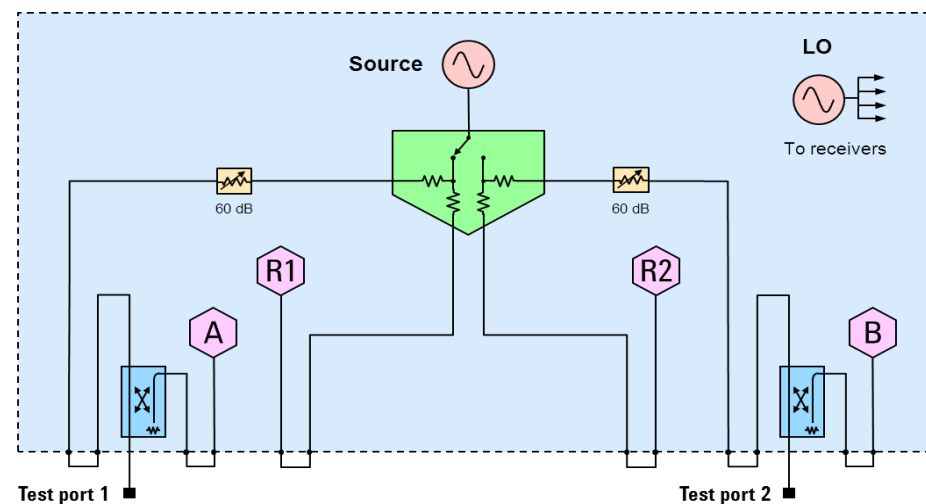 Source
LO
To receivers
60 dB
60 dB
R1
R2
A
B
Test port 1
Test port 2